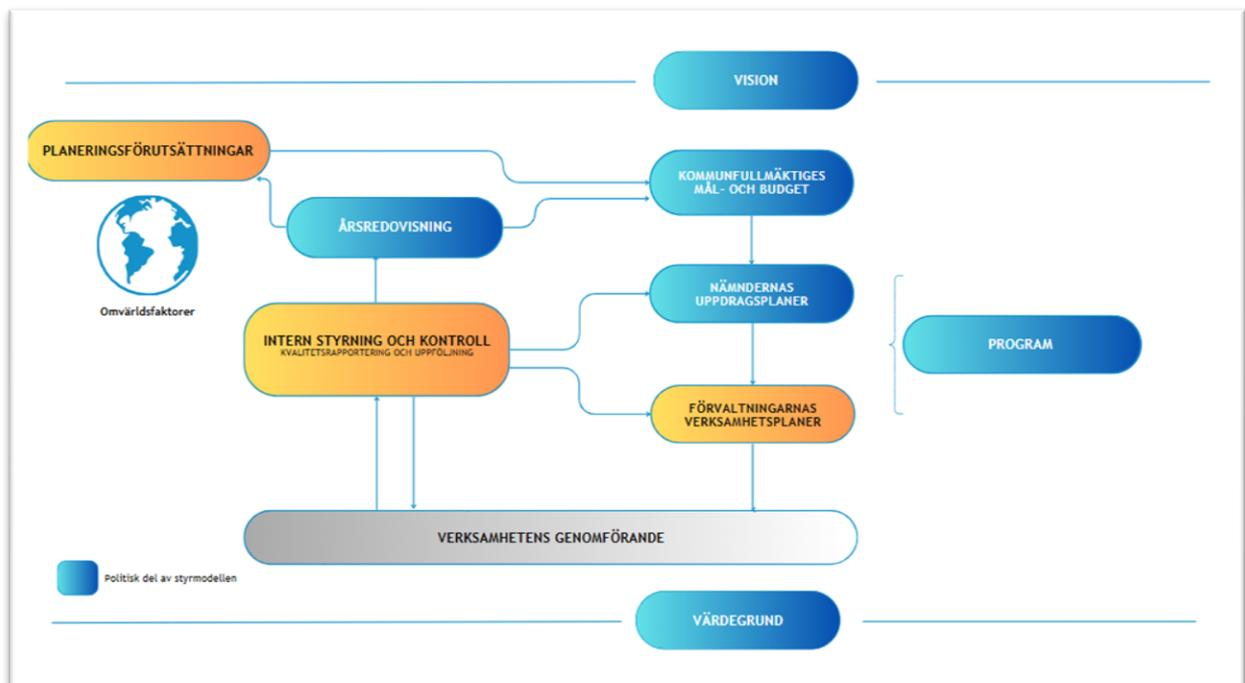 VISION
PLANERINGSFÖRUTSÄTTNINGAR
KOMMUNFULLMÄKTIGES
MÅL- OCH BUDGET
ÅRSREDOVISNING
Omvärldsfaktorer
NÄMNDERNAS
UPPDRAGSPLANER
INTERN STYRNING OCH KONTROLL
KVALITETSRAPPORTERING OCH UPPFÖLJNING
PROGRAM
FÖRVALTNINGARNAS
VERKSAMHETSPLANER
VERKSAMHETENS GENOMFÖRANDE
Politisk del av styrmodellen
VÄRDEGRUND